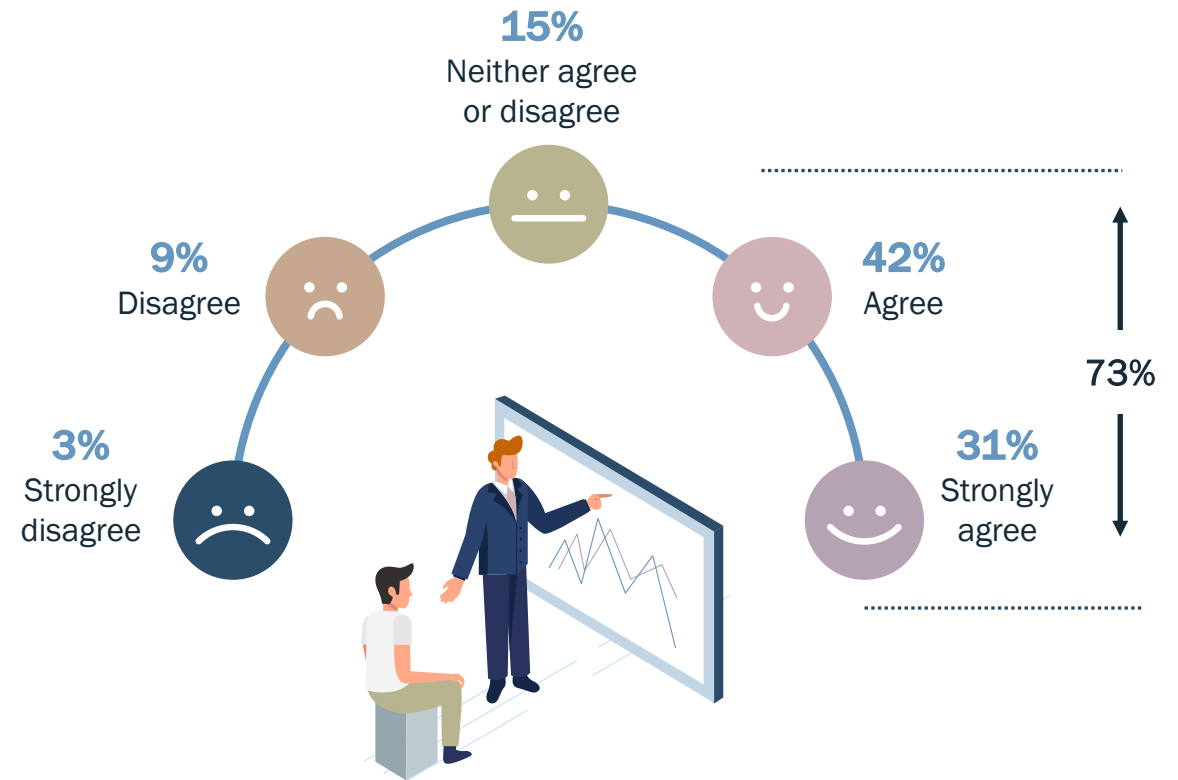 15%
Neither agree
or disagree
9%
Disagree
42%
Agree
73%
3%
Strongly
disagree
31%
Strongly
agree